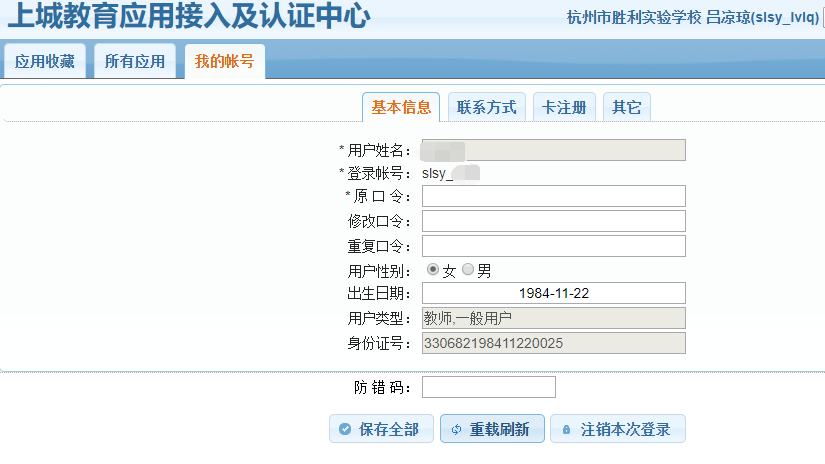 上城教育应用接入及认证中心
杭州市胜利实验学校 吕凉琼(slsy_lvlq)
应用收藏 所有应用 我的帐号
基本信息 联系方式 卡注册 其它
* 用户姓名：
* 登录帐号： slsy_
* 原 口 令：
修改口令：
重复口令：
用户性别： 女 男
出生日期： 1984-11-22
用户类型： 教师,一般用户
身份证号： 330682198411220025
防 错 码：
保存全部 重载刷新 注销本次登录